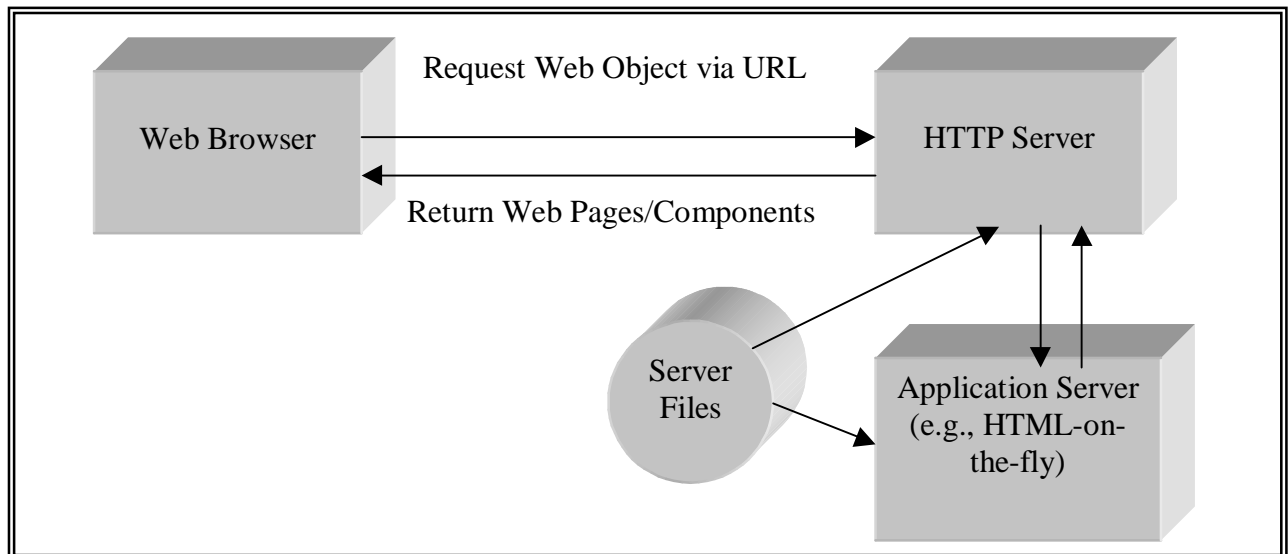 Request Web Object via URL
Web Browser
HTTP Server
Return Web Pages/Components
Server
Files
Application Server
(e.g., HTML-on-
the-fly)